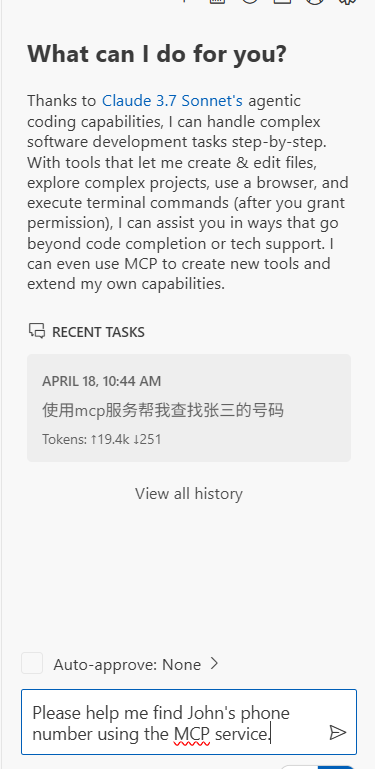 What can I do for you?
Thanks to Claude 3.7 Sonnet's agentic
coding capabilities, I can handle complex
software development tasks step-by-step.
With tools that let me create & edit files,
explore complex projects, use a browser, and
execute terminal commands (after you grant
permission), I can assist you in ways that go
beyond code completion or tech support. I
can even use MCP to create new tools and
extend my own capabilities.
RECENT TASKS
APRIL 18, 10:44 AM
使用mcp服务帮我查找张三的号码
Tokens: ↑19.4k ↓251
View all history
Auto-approve: None >
Please help me find John's phone
number using the MCP service.